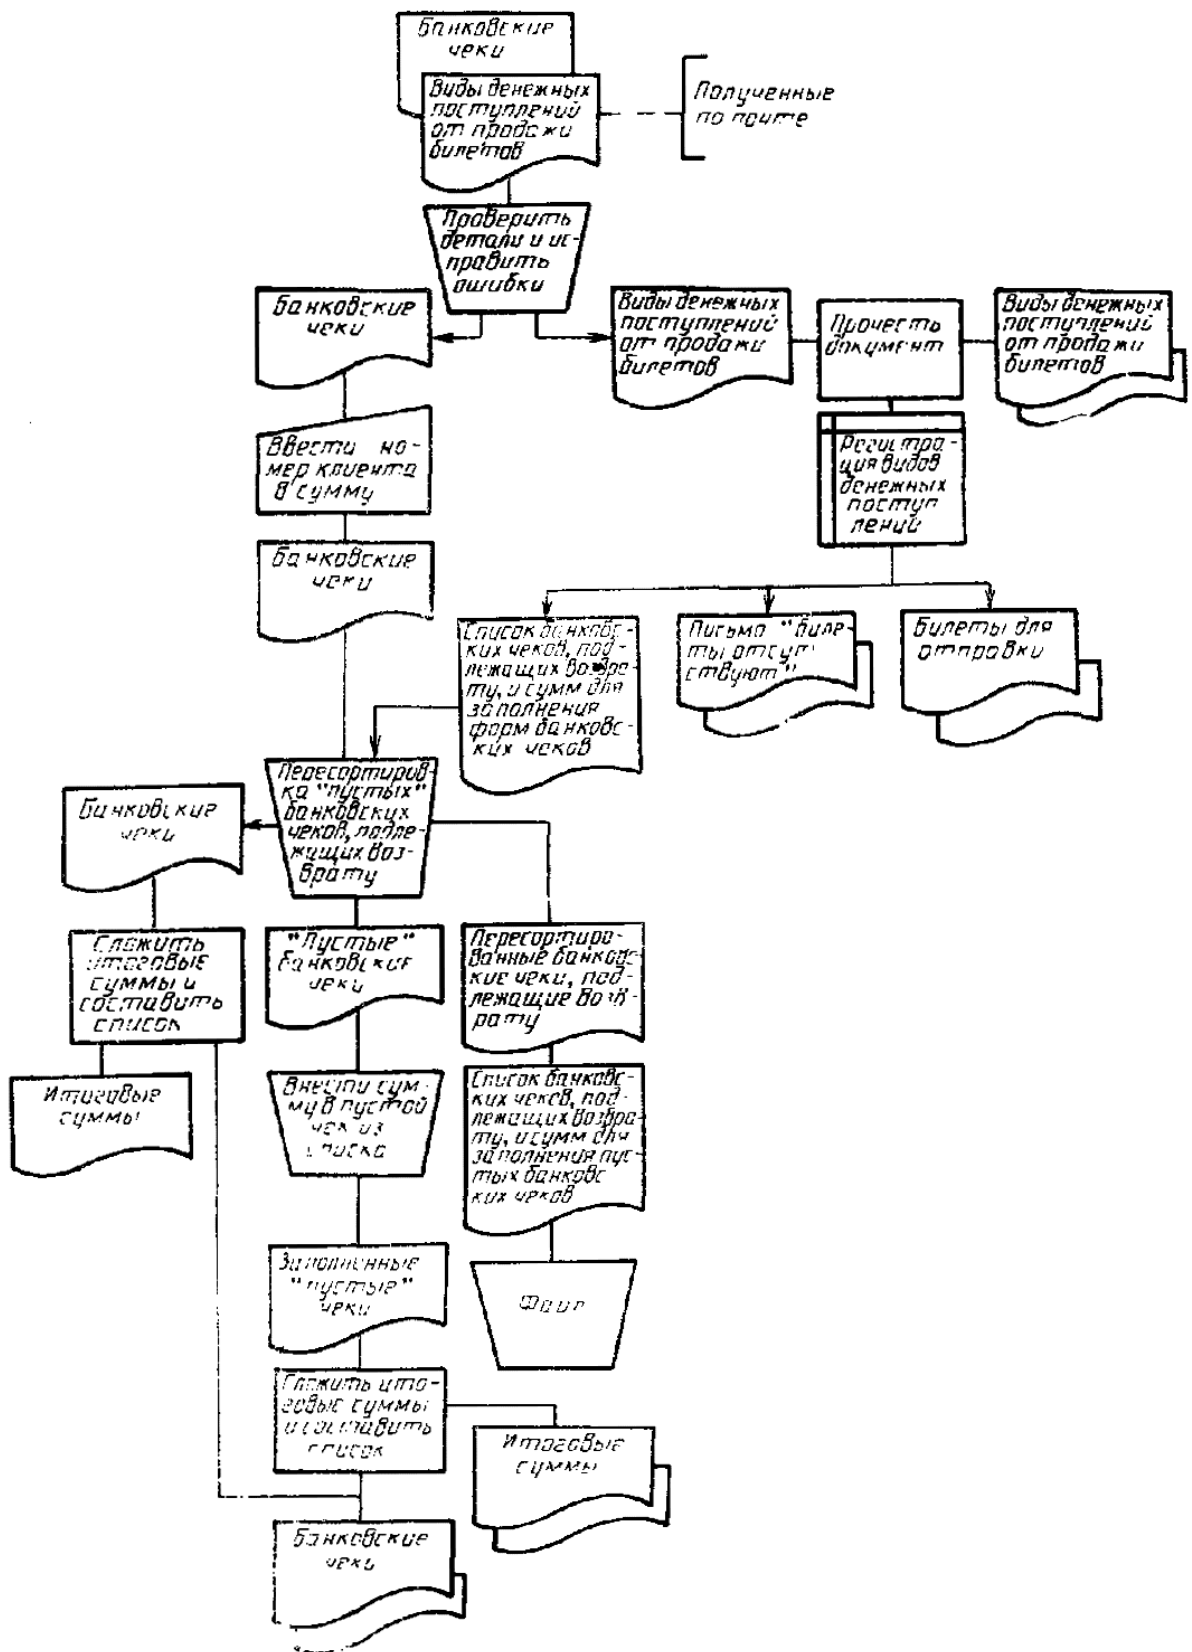 Банковские
чеки
Виды денежных
поступлений
от продажи
билетов
Полученные
по почте
Проверить
детали и ис-
править
ошибки
Банковские
чеки
Виды денежных
поступлений
от продажи
билетов
Прочесть
документ
Виды денежных
поступлений
от продажи
билетов
Ввести но-
мер клиента
в сумму
Регистра-
ция видов
денежных
поступ
лений
Банковские
чеки
Список банковс-
ких чеков, под-
лежащих возвра-
ту, и сумм для
заполнения
форм банковс-
ких чеков
Письмо "биле-
ты отсут
ствуют"
Билеты для
отправки
Пересортиров-
ка "пустых"
банковских
чеков, подле-
жащих воз-
врату
Банковские
чеки
Сложить
итоговые
суммы и
составить
список
"Пустые"
банковские
чеки
Пересортиро-
ванные банковс-
кие чеки, под-
лежащие возв-
рату
Итоговые
суммы
Внести сум-
му в пустой
чек из
списка
Список банковс-
ких чеков, под-
лежащих возвра-
ту, и сумм для
заполнения пус-
тых банковс
ких чеков
Заполненные
"пустые"
чеки
Файл
Сложить ито-
говые суммы
и составить
список
Итоговые
суммы
Банковские
чеки